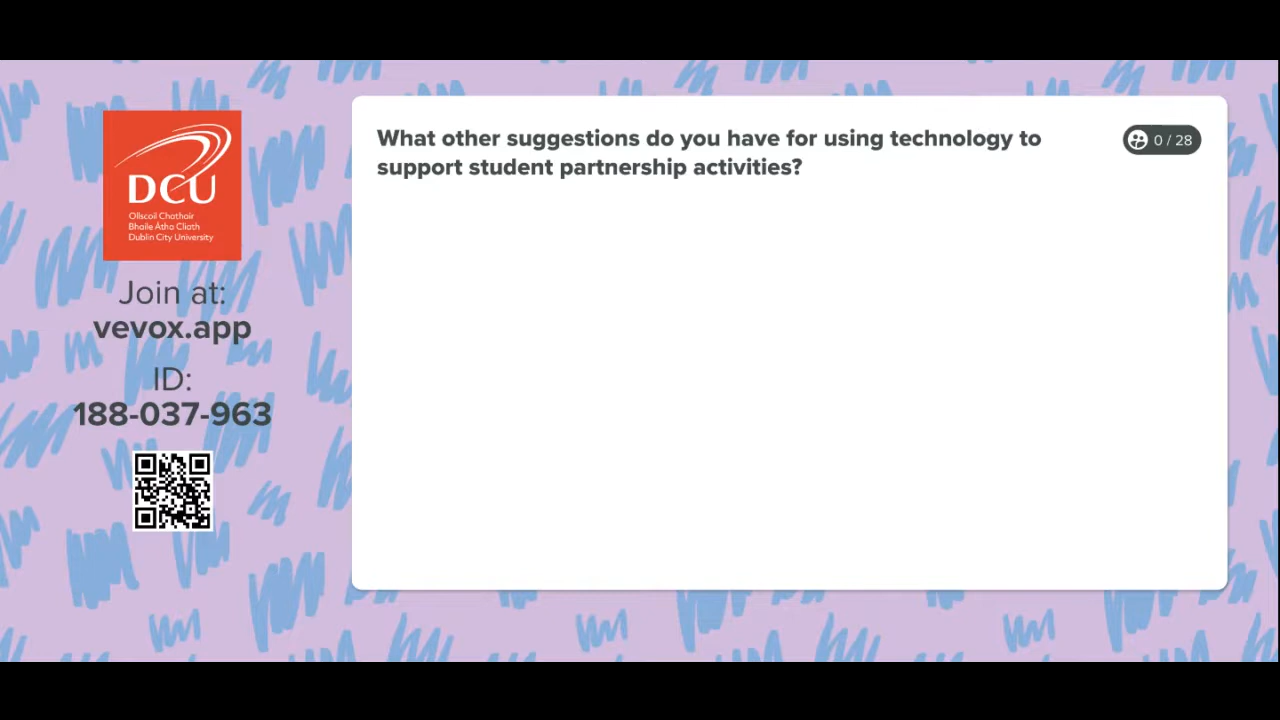 DCU
Ollscoil Chathair
Bhaile Átha Cliath
Dublin City University
Join at:
vevox.app
ID:
188-037-963
What other suggestions do you have for using technology to
support student partnership activities?
0 / 28